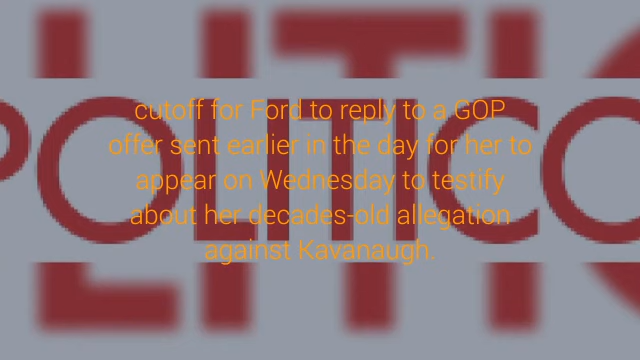 POLITICO
cutoff for Ford to reply to a GOP
offer sent earlier in the day for her to
appear on Wednesday to testify
about her decades-old allegation
against Kavanaugh.